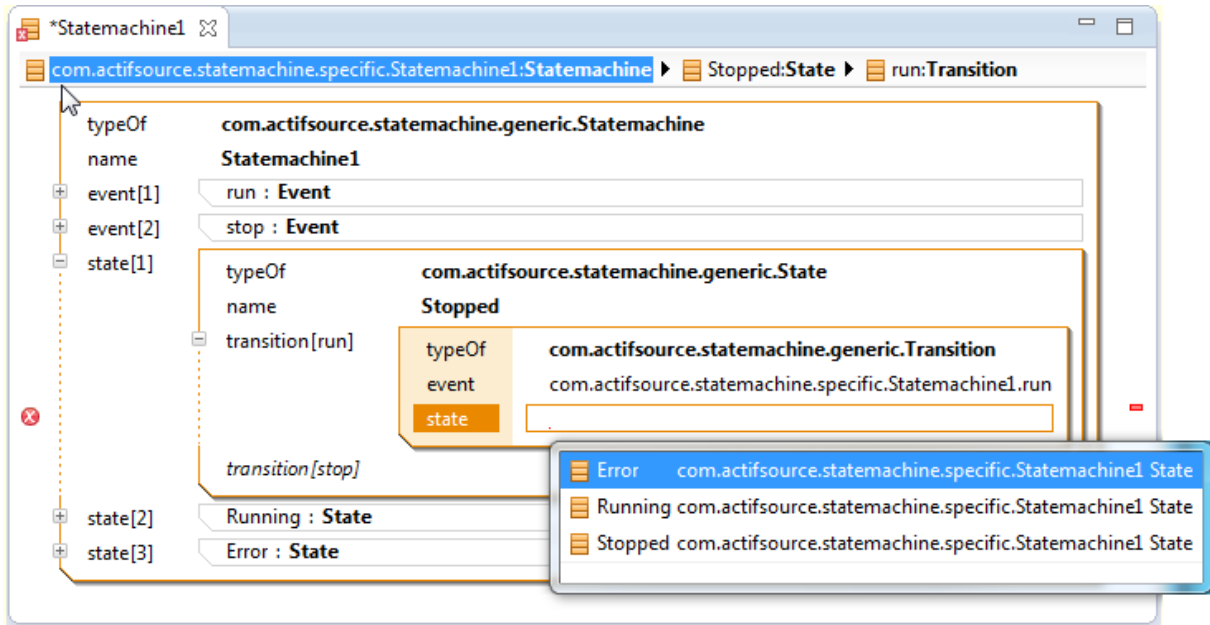 *Statemachine1
com.actifsource.statemachine.specific.Statemachine1:Statemachine Stopped:State run:Transition
typeOf com.actifsource.statemachine.generic.Statemachine
name Statemachine1
event[1] run : Event
event[2] stop : Event
state[1]
typeOf com.actifsource.statemachine.generic.State
name Stopped
transition[run]
typeOf com.actifsource.statemachine.generic.Transition
event com.actifsource.statemachine.specific.Statemachine1.run
state
transition[stop]
Error com.actifsource.statemachine.specific.Statemachine1 State
Running com.actifsource.statemachine.specific.Statemachine1 State
Stopped com.actifsource.statemachine.specific.Statemachine1 State
state[2] Running : State
state[3] Error : State